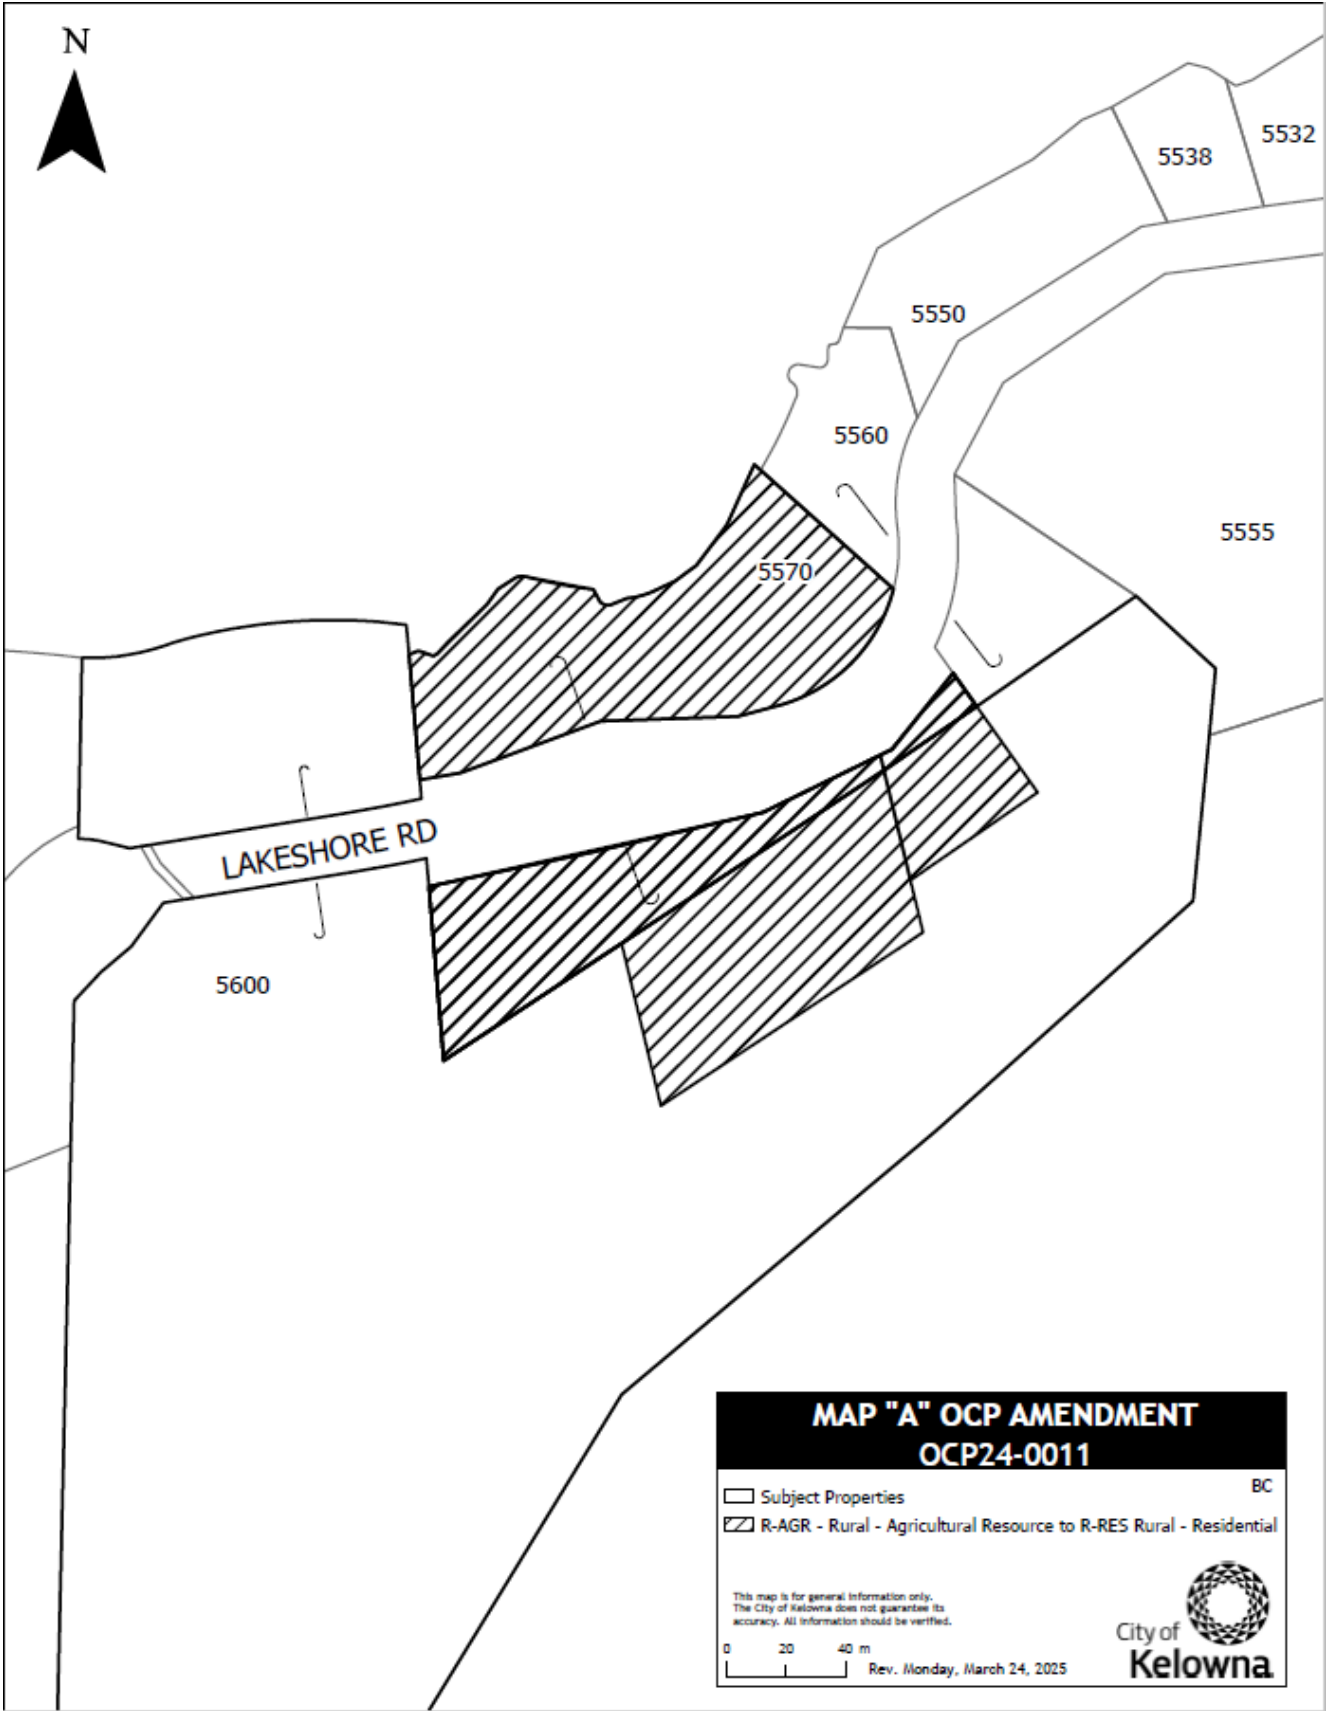 N
5532
5538
5550
5560
5555
5570
LAKESHORE RD
5600
MAP "A" OCP AMENDMENT
OCP24-0011
BC
Subject Properties
R-AGR - Rural - Agricultural Resource to R-RES Rural - Residential
This map is for general information only.
The City of Kelowna does not guarantee its
accuracy. All information should be verified.
0 20 40 m
Rev. Monday, March 24, 2025
City of
Kelowna